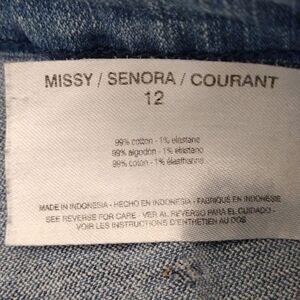 MISSY / SENORA / COURANT
12
99% cotton - 1% elastane
99% algodon - 1% elastano
99% coton - 1% élasthanne
MADE IN INDONESIA - HECHO EN INDONESIA - FABRIQUÉ EN INDONESIE
SEE REVERSE FOR CARE - VER AL REVERSO PARA EL CUIDADO -
VOIR LES INSTRUCTIONS D'ENTRETIEN AU DOS